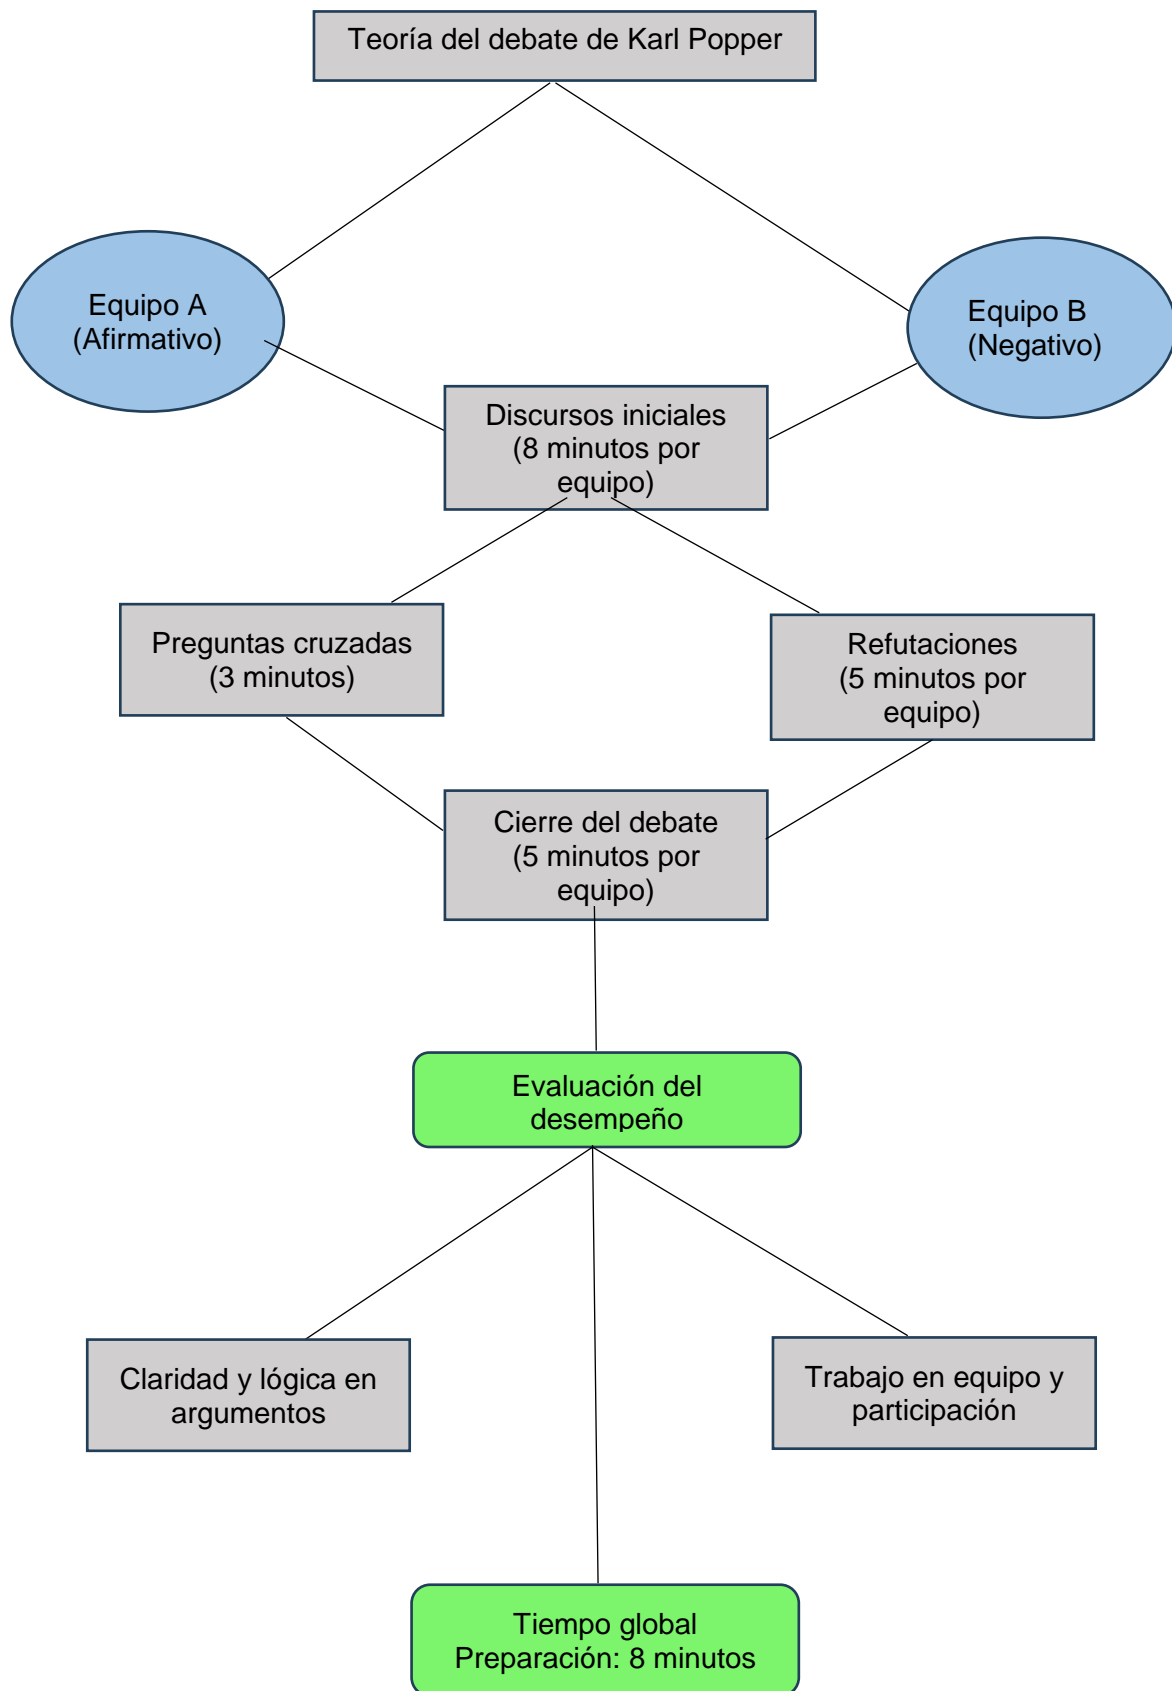 Teoría del debate de Karl Popper
Equipo A
(Afirmativo)
Equipo B
(Negativo)
Discursos iniciales
(8 minutos por
equipo)
Preguntas cruzadas
(3 minutos)
Refutaciones
(5 minutos por
equipo)
Cierre del debate
(5 minutos por
equipo)
Evaluación del
desempeño
Claridad y lógica en
argumentos
Trabajo en equipo y
participación
Tiempo global
Preparación: 8 minutos